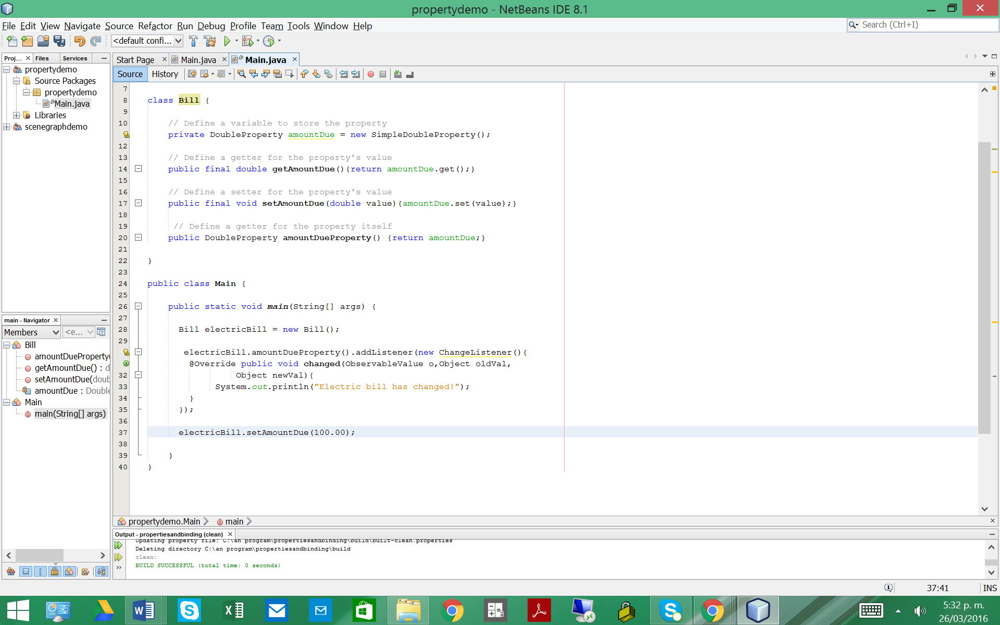 propertydemo - NetBeans IDE 8.1
File Edit View Navigate Source Refactor Run Debug Profile Team Tools Window Help
Search (Ctrl+I)
<default confi...
Proj... Files Services
propertydemo
Source Packages
propertydemo
Main.java
Libraries
scenegraphdemo
Start Page Main.java Main.java
Source History
7
8 class Bill {
9
10 // Define a variable to store the property
private DoubleProperty amountDue = new SimpleDoubleProperty();
12
13 // Define a getter for the property's value
14 public final double getAmountDue(){return amountDue.get();}
15
16 // Define a setter for the property's value
17 public final void setAmountDue(double value){amountDue.set(value);}
18
19 // Define a getter for the property itself
20 public DoubleProperty amountDueProperty() {return amountDue;}
21
22 }
23
24 public class Main {
25
26 public static void main(String[] args) {
27
28 Bill electricBill = new Bill();
29
electricBill.amountDueProperty().addListener(new ChangeListener(){
@Override public void changed(ObservableValue o,Object oldVal,
32 Object newVal){
33 System.out.println("Electric bill has changed!");
34 }
35 });
36
37 electricBill.setAmountDue(100.00);
38
39 }
40 }
main - Navigator
Members <e...
Bill
amountDueProperty(
getAmountDue() : d
setAmountDue(doub
amountDue : Double
Main
main(String[] args)
propertydemo.Main main
Output - propertiesandbinding (clean)
Updating property file: C:\an program\propertiesandbinding\build\built-clean.properties
Deleting directory C:\an program\propertiesandbinding\build
clean:
BUILD SUCCESSFUL (total time: 0 seconds)
37:41 INS
5:32 p. m.
26/03/2016